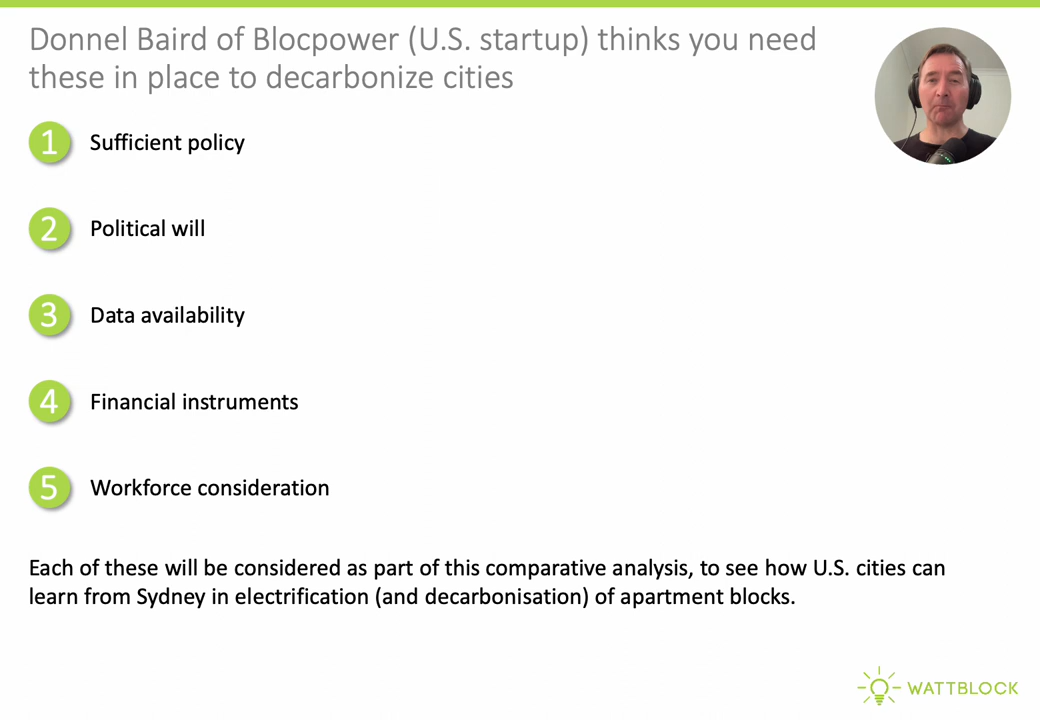 Donnel Baird of Blocpower (U.S. startup) thinks you need
these in place to decarbonize cities
1 Sufficient policy
2 Political will
3 Data availability
4 Financial instruments
5 Workforce consideration
Each of these will be considered as part of this comparative analysis, to see how U.S. cities can
learn from Sydney in electrification (and decarbonisation) of apartment blocks.
WATTBLOCK